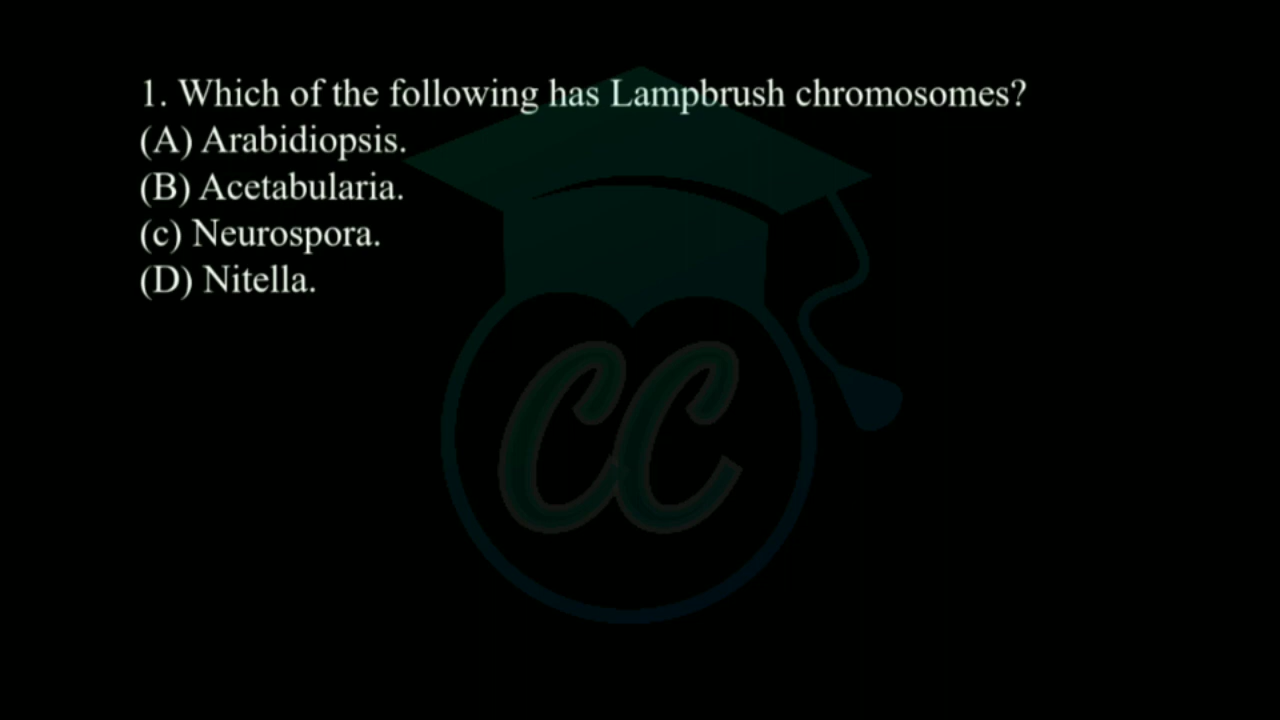 1. Which of the following has Lampbrush chromosomes?
(A) Arabidiopsis.
(B) Acetabularia.
(c) Neurospora.
(D) Nitella.
CC